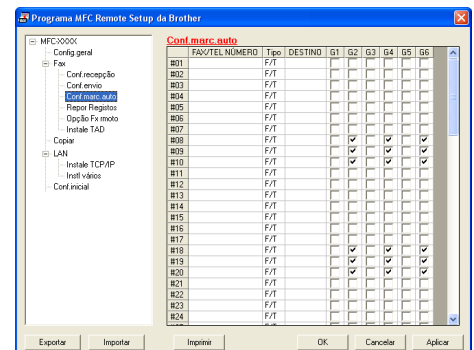 Programa MFC Remote Setup da Brother
MFC-XXXX
Config.geral
Fax
Conf.recepção
Conf.envio
Conf.marc.auto
Repor Registos
Opção Fx rmoto
Instale TAD
Copiar
LAN
Instale TCP/IP
Instl vários
Conf.inicial
Conf.marc.auto
FAX/TEL NÚMERO Tipo DESTINO G1 G2 G3 G4 G5 G6
#01 F/T
#02 F/T
#03 F/T
#04 F/T
#05 F/T
#06 F/T
#07 F/T
#08 F/T
#09 F/T
#10 F/T
#11 F/T
#12 F/T
#13 F/T
#14 F/T
#15 F/T
#16 F/T
#17 F/T
#18 F/T
#19 F/T
#20 F/T
#21 F/T
#22 F/T
#23 F/T
#24 F/T
Exportar Importar Imprimir OK Cancelar Aplicar